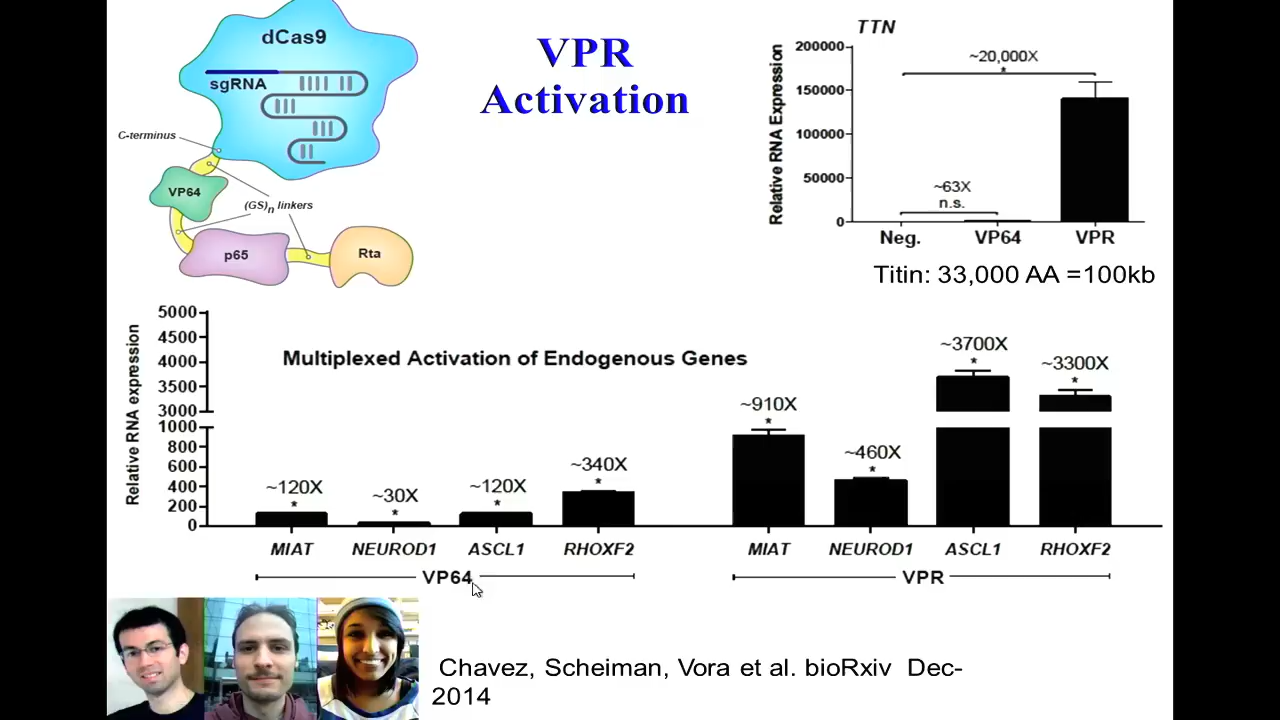 dCas9
sgRNA
C-terminus
VP64
(GS)n linkers
p65
Rta
VPR
Activation
TTN
Relative RNA Expression
200000
150000
100000
50000
0
~20,000X
*
~63X
n.s.
Neg. VP64 VPR
Titin: 33,000 AA =100kb
Multiplexed Activation of Endogenous Genes
Relative RNA expression
5000
4500
4000
3500
3000
1000
800
600
400
200
0
~120X
*
~30X
*
~120X
*
~340X
*
~910X
*
~460X
*
~3700X
*
~3300X
*
MIAT NEUROD1 ASCL1 RHOXF2 MIAT NEUROD1 ASCL1 RHOXF2
VP64 VPR
Chavez, Scheiman, Vora et al. bioRxiv Dec-
2014